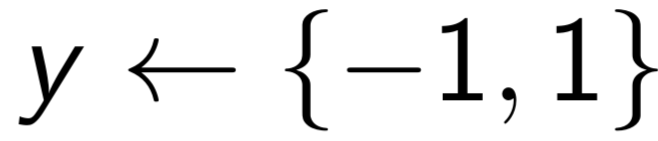 y ← {−1, 1}